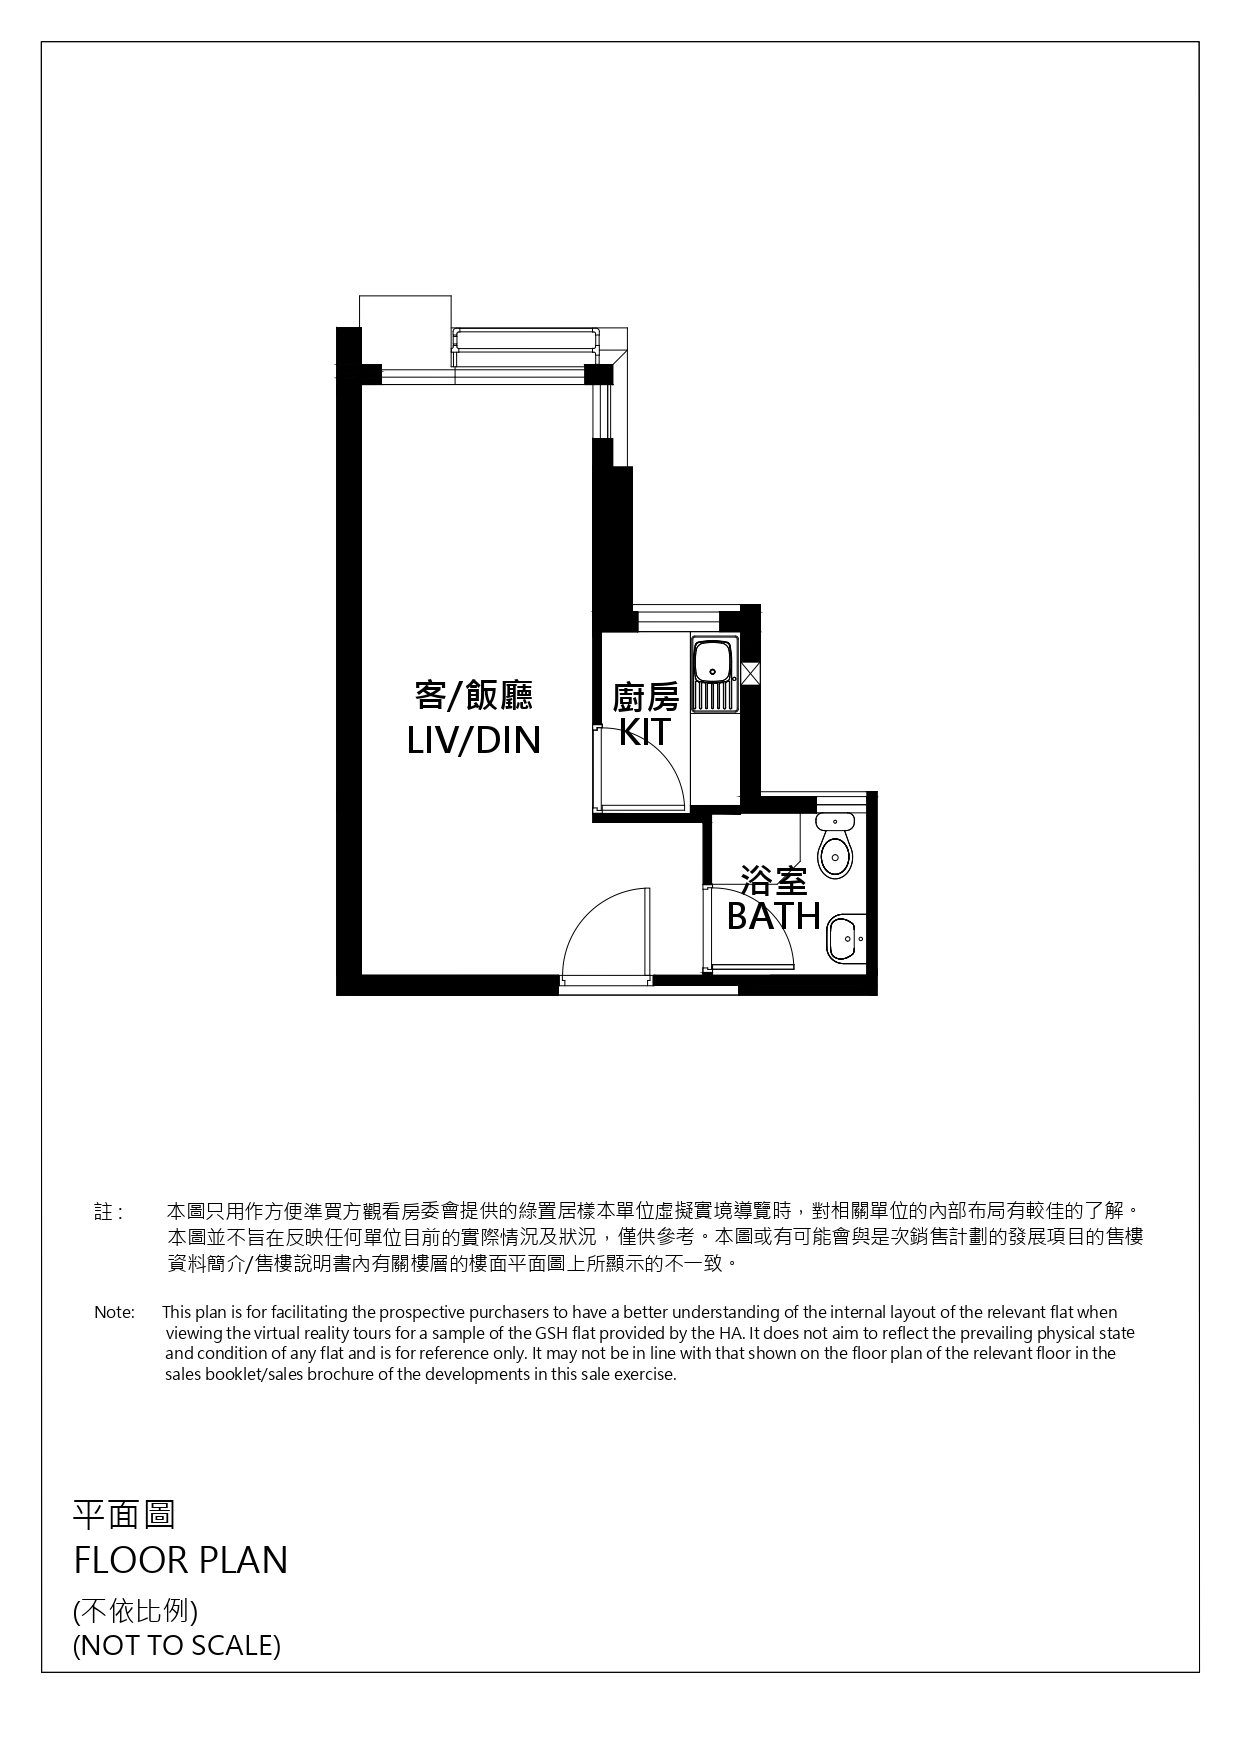 客/飯廳
LIV/DIN
廚房
KIT
浴室
BATH
註 : 本圖只用作方便準買方觀看房委會提供的綠置居樣本單位虛擬實境導覽時，對相關單位的內部布局有較佳的了解。
本圖並不旨在反映任何單位目前的實際情況及狀況，僅供參考。本圖或有可能會與是次銷售計劃的發展項目的售樓
資料簡介/售樓說明書內有關樓層的樓面平面圖上所顯示的不一致。
Note: This plan is for facilitating the prospective purchasers to have a better understanding of the internal layout of the relevant flat when
viewing the virtual reality tours for a sample of the GSH flat provided by the HA. It does not aim to reflect the prevailing physical state
and condition of any flat and is for reference only. It may not be in line with that shown on the floor plan of the relevant floor in the
sales booklet/sales brochure of the developments in this sale exercise.
平面圖
FLOOR PLAN
(不依比例)
(NOT TO SCALE)